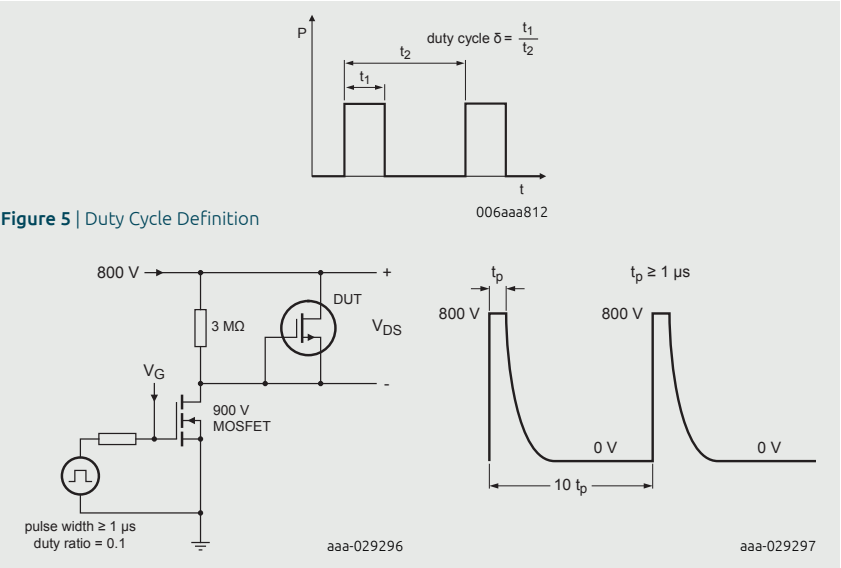 P
duty cycle δ = t1/t2
t2
t1
t
006aaa812
Figure 5 | Duty Cycle Definition
800 V
+
DUT
3 MΩ
VDS
-
VG
900 V
MOSFET
pulse width ≥ 1 µs
duty ratio = 0.1
aaa-029296
tp
tp ≥ 1 µs
800 V
800 V
0 V
0 V
10 tp
aaa-029297